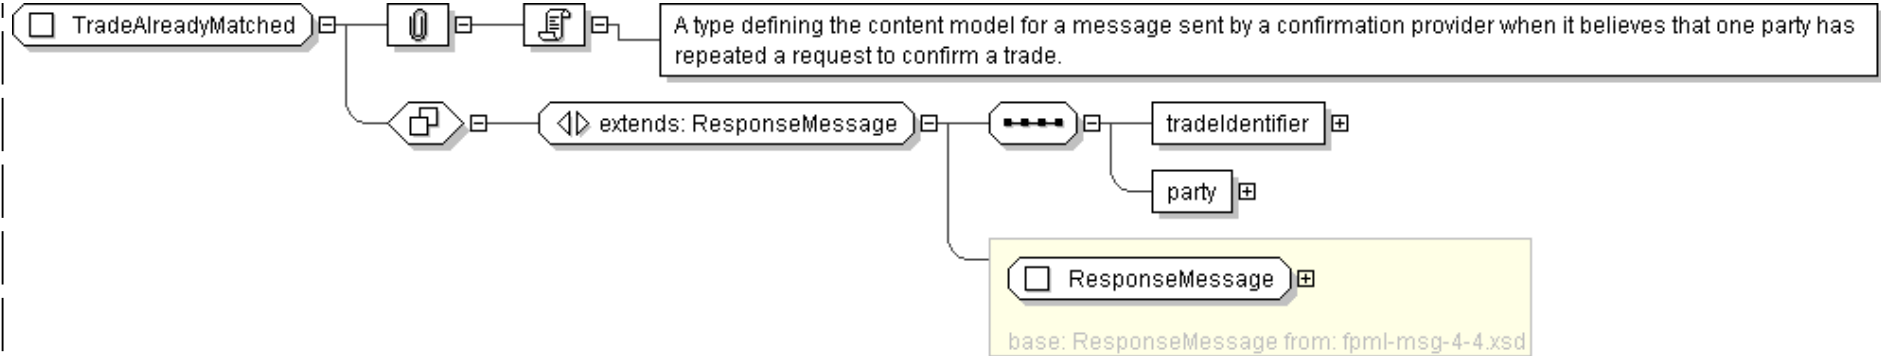 TradeAlreadyMatched
A type defining the content model for a message sent by a confirmation provider when it believes that one party has
repeated a request to confirm a trade.
extends: ResponseMessage
tradeIdentifier
party
ResponseMessage
base: ResponseMessage from: fpml-msg-4-4.xsd